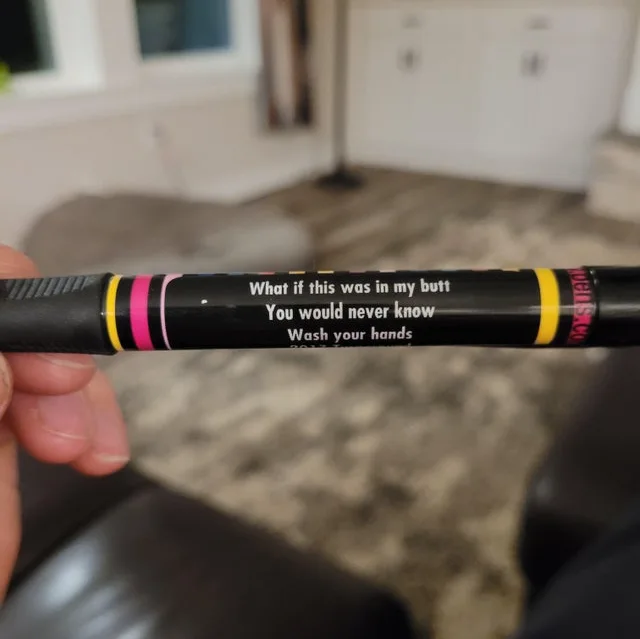 What if this was in my butt
You would never know
Wash your hands